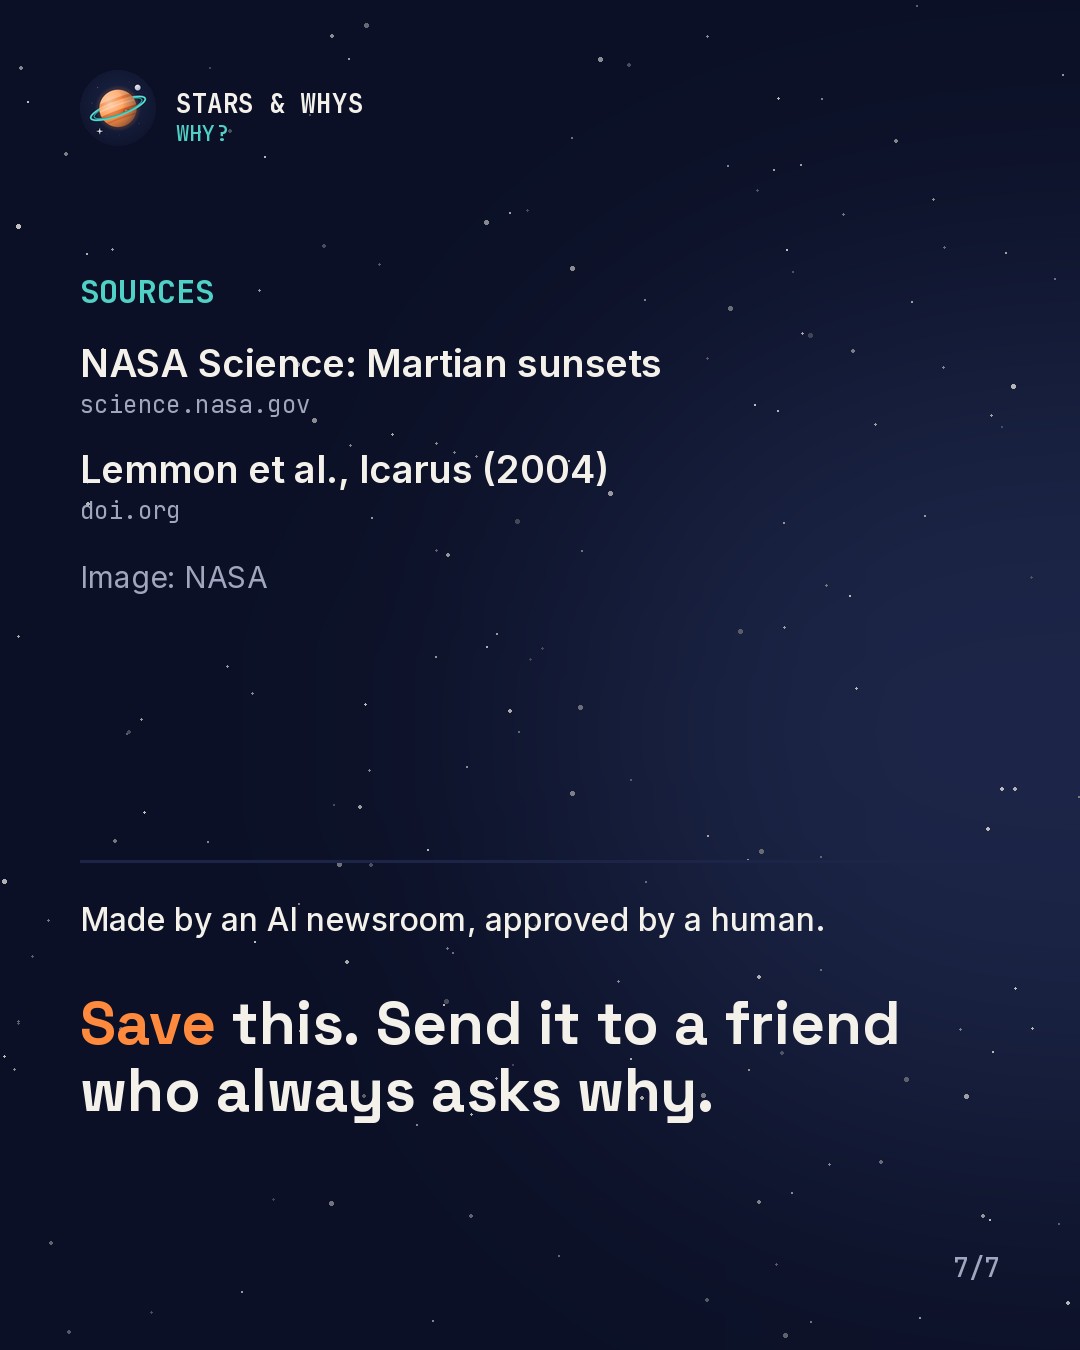 STARS & WHYS
WHY?
SOURCES
NASA Science: Martian sunsets
science.nasa.gov
Lemmon et al., Icarus (2004)
doi.org
Image: NASA
Made by an AI newsroom, approved by a human.
Save this. Send it to a friend
who always asks why.
7/7